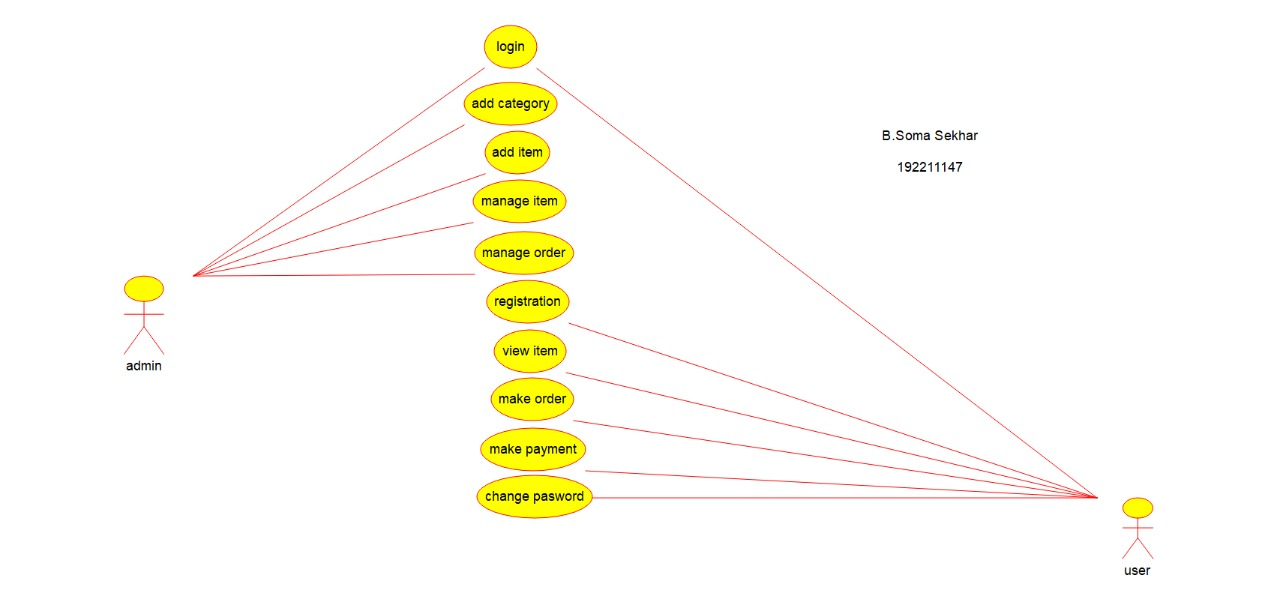 login
add category
B.Soma Sekhar
add item
192211147
manage item
manage order
registration
view item
admin
make order
make payment
change pasword
user